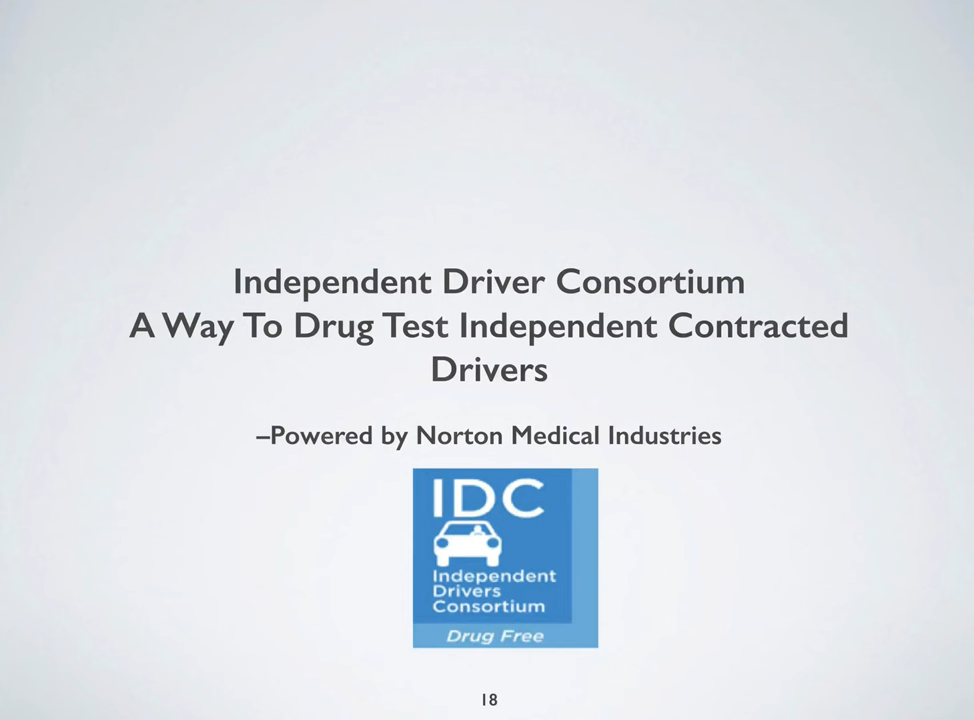 Independent Driver Consortium
A Way To Drug Test Independent Contracted
Drivers
–Powered by Norton Medical Industries
IDC
Independent
Drivers
Consortium
Drug Free
18